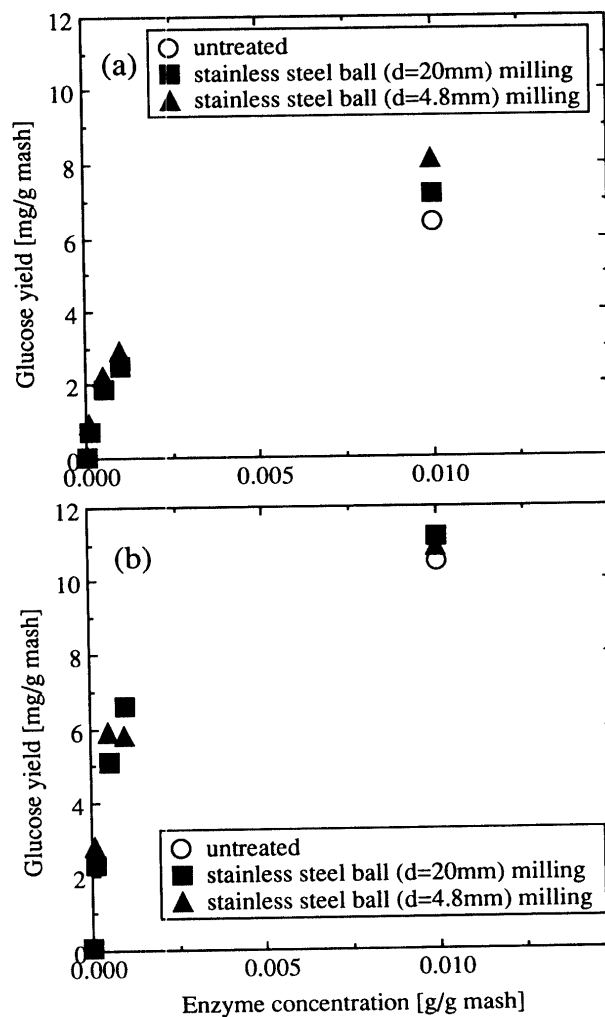 12
(a)
untreated
stainless steel ball (d=20mm) milling
stainless steel ball (d=4.8mm) milling
10
8
6
4
2
0
Glucose yield [mg/g mash]
0.000
0.005
0.010
12
(b)
10
8
6
4
2
0
Glucose yield [mg/g mash]
untreated
stainless steel ball (d=20mm) milling
stainless steel ball (d=4.8mm) milling
0.000
0.005
0.010
Enzyme concentration [g/g mash]